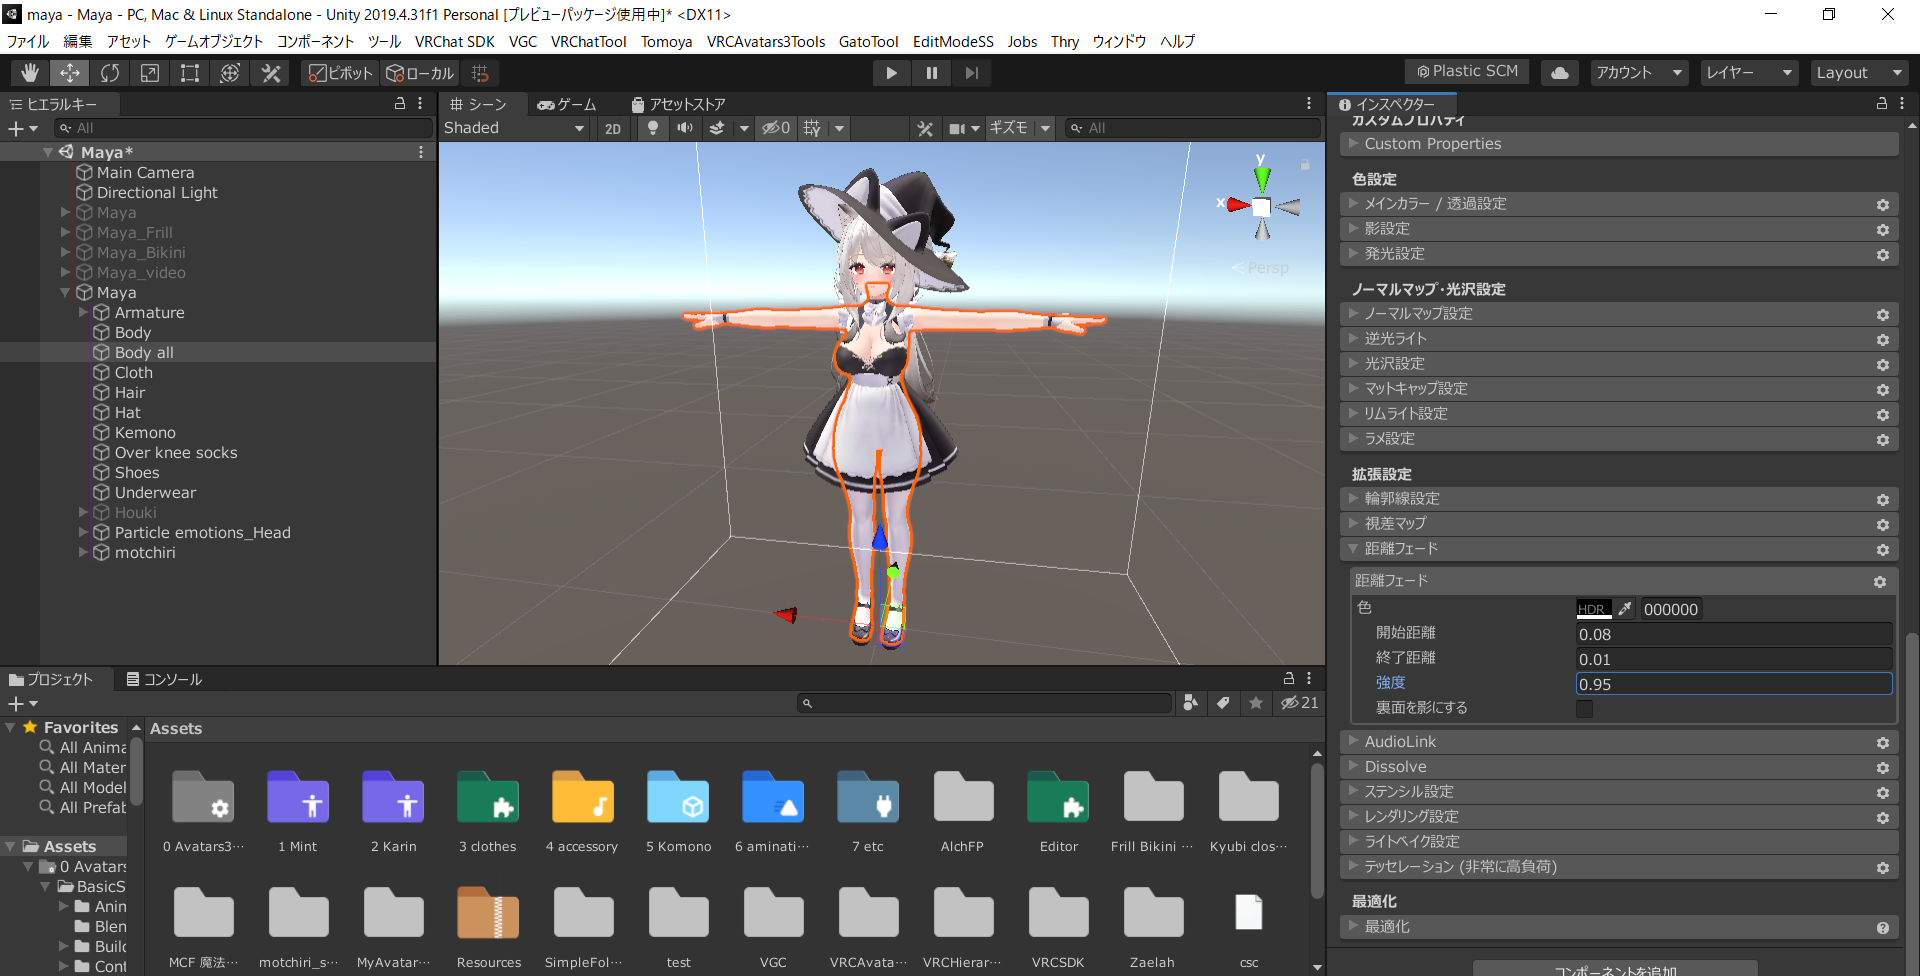 maya - Maya - PC, Mac & Linux Standalone - Unity 2019.4.31f1 Personal [プレビューパッケージ使用中]* <DX11>
ファイル 編集 アセット ゲームオブジェクト コンポーネント ツール VRChat SDK VGC VRChatTool Tomoya VRCAvatars3Tools GatoTool EditModeSS Jobs Thry ウィンドウ ヘルプ
ピボット ローカル Plastic SCM アカウント レイヤー Layout
ヒエラルキー
All
Maya*
Main Camera
Directional Light
Maya
Maya_Frill
Maya_Bikini
Maya_video
Maya
Armature
Body
Body all
Cloth
Hair
Hat
Kemono
Over knee socks
Shoes
Underwear
Houki
Particle emotions_Head
motchiri
シーン ゲーム アセットストア
Shaded 2D 0 ギズモ All
y
x
Persp
インスペクター
カスタムプロパティ
Custom Properties
色設定
メインカラー / 透過設定
影設定
発光設定
ノーマルマップ・光沢設定
ノーマルマップ設定
逆光ライト
光沢設定
マットキャップ設定
リムライト設定
ラメ設定
拡張設定
輪郭線設定
視差マップ
距離フェード
距離フェード
色 HDR 000000
開始距離 0.08
終了距離 0.01
強度 0.95
裏面を影にする
AudioLink
Dissolve
ステンシル設定
レンダリング設定
ライトベイク設定
テッセレーション (非常に高負荷)
最適化
最適化
コンポーネントを追加
プロジェクト コンソール
21
Favorites
All Anima
All Mater
All Model
All Prefab
Assets
0 Avatars
BasicS
Anin
Blen
Builc
Cont
Assets
0 Avatars3… 1 Mint 2 Karin 3 clothes 4 accessory 5 Komono 6 aminati… 7 etc AlchFP Editor Frill Bikini … Kyubi clos…
MCF 魔法… motchiri_s… MyAvatar… Resources SimpleFol… test VGC VRCAvata… VRCHierar… VRCSDK Zaelah csc